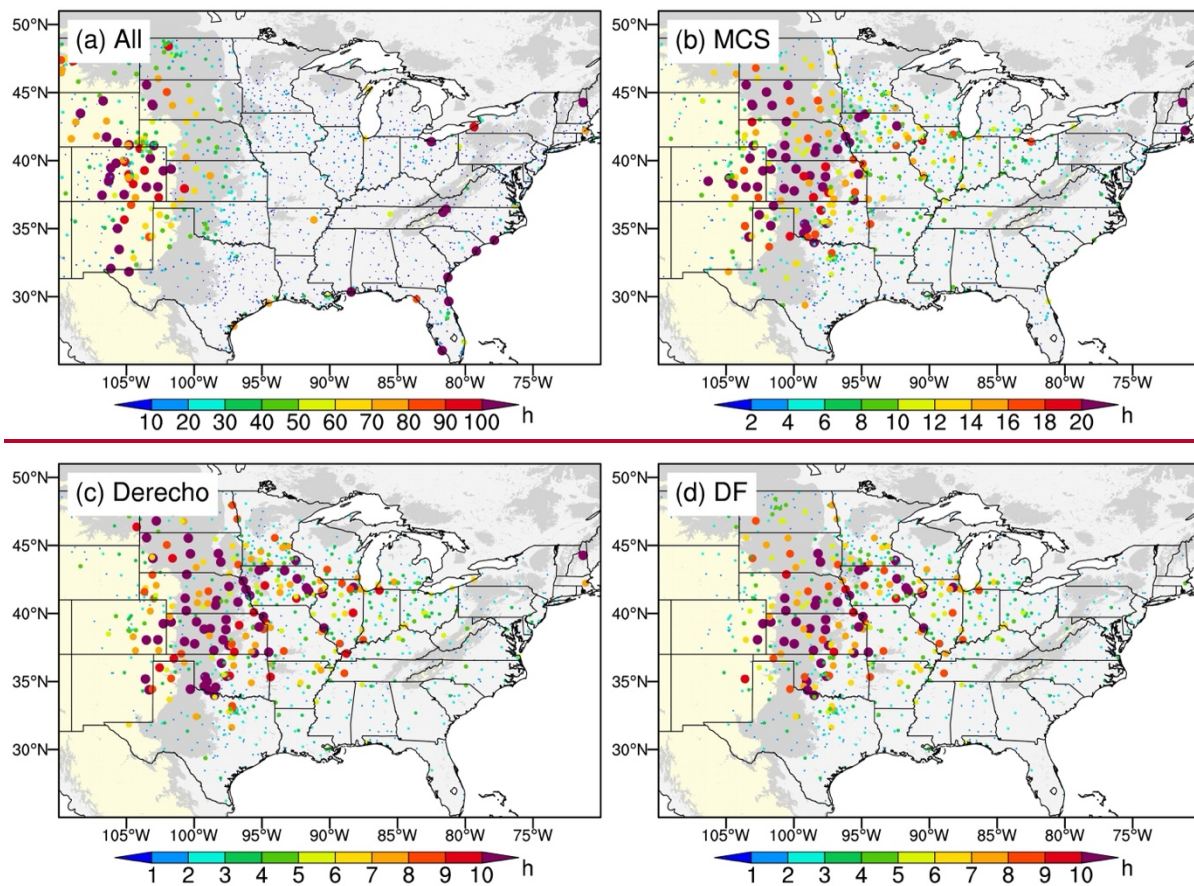 (a) All
(b) MCS
50°N
45°N
40°N
35°N
30°N
50°N
45°N
40°N
35°N
30°N
105°W 100°W 95°W 90°W 85°W 80°W 75°W
105°W 100°W 95°W 90°W 85°W 80°W 75°W
10 20 30 40 50 60 70 80 90 100 h
2 4 6 8 10 12 14 16 18 20 h
(c) Derecho
(d) DF
50°N
45°N
40°N
35°N
30°N
50°N
45°N
40°N
35°N
30°N
105°W 100°W 95°W 90°W 85°W 80°W 75°W
105°W 100°W 95°W 90°W 85°W 80°W 75°W
1 2 3 4 5 6 7 8 9 10 h
1 2 3 4 5 6 7 8 9 10 h